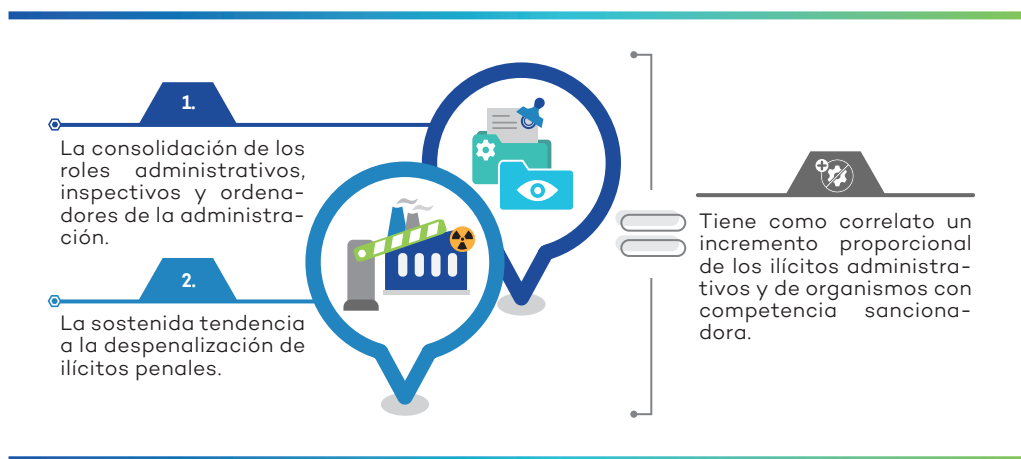 1.
La consolidación de los
roles administrativos,
inspectivos y ordena-
dores de la administra-
ción.
2.
La sostenida tendencia
a la despenalización de
ilícitos penales.
Tiene como correlato un
incremento proporcional
de los ilícitos administra-
tivos y de organismos con
competencia sanciona-
dora.